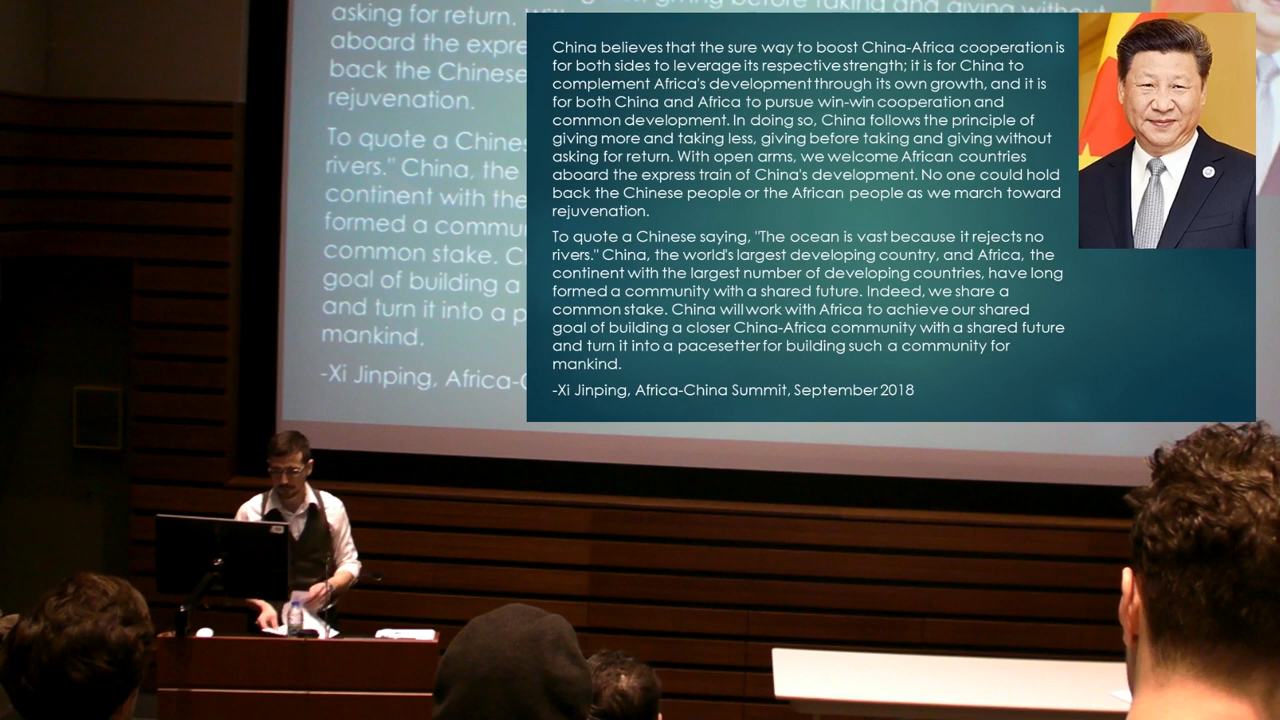 giving before taking and giving without
asking for return.
aboard the expre
back the Chinese
rejuvenation.
To quote a Chines
rivers." China, the
continent with the
formed a commu
common stake. C
goal of building a
and turn it into a p
mankind.
-Xi Jinping, Africa-C
China believes that the sure way to boost China-Africa cooperation is
for both sides to leverage its respective strength; it is for China to
complement Africa's development through its own growth, and it is
for both China and Africa to pursue win-win cooperation and
common development. In doing so, China follows the principle of
giving more and taking less, giving before taking and giving without
asking for return. With open arms, we welcome African countries
aboard the express train of China's development. No one could hold
back the Chinese people or the African people as we march toward
rejuvenation.
To quote a Chinese saying, "The ocean is vast because it rejects no
rivers." China, the world's largest developing country, and Africa, the
continent with the largest number of developing countries, have long
formed a community with a shared future. Indeed, we share a
common stake. China will work with Africa to achieve our shared
goal of building a closer China-Africa community with a shared future
and turn it into a pacesetter for building such a community for
mankind.
-Xi Jinping, Africa-China Summit, September 2018